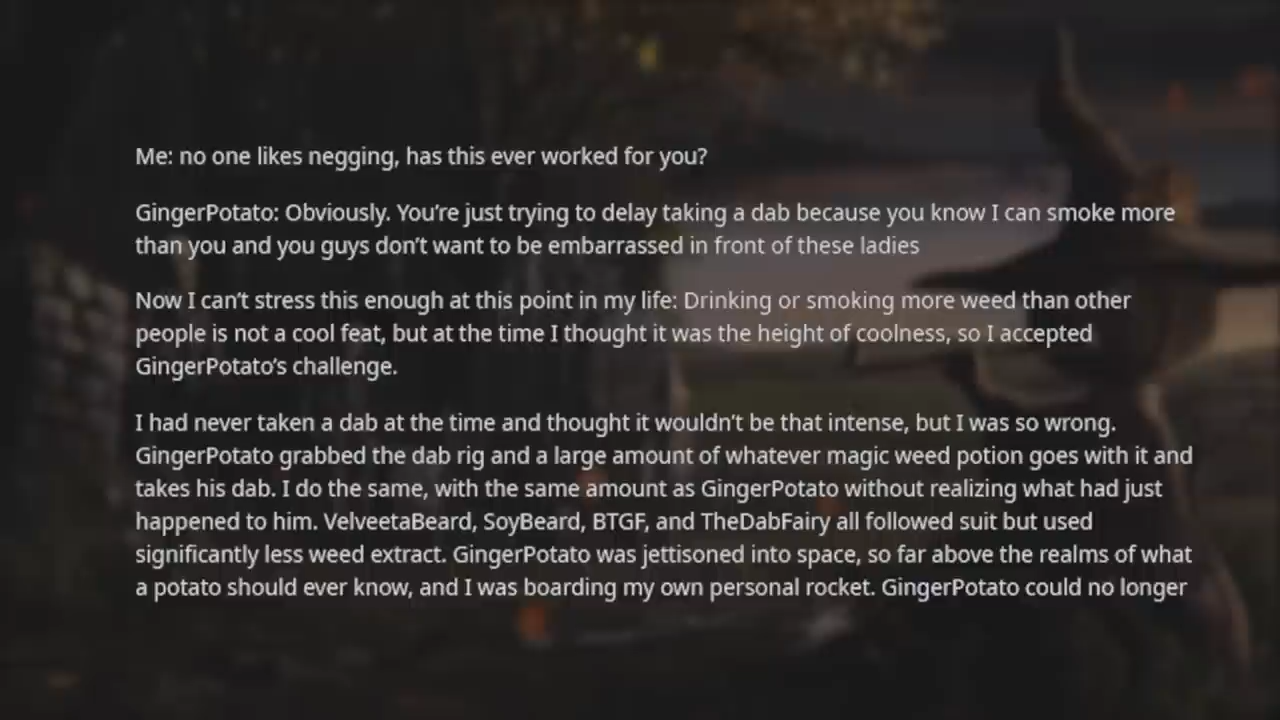 Me: no one likes negging, has this ever worked for you?
GingerPotato: Obviously. You’re just trying to delay taking a dab because you know I can smoke more
than you and you guys don’t want to be embarrassed in front of these ladies
Now I can’t stress this enough at this point in my life: Drinking or smoking more weed than other
people is not a cool feat, but at the time I thought it was the height of coolness, so I accepted
GingerPotato’s challenge.
I had never taken a dab at the time and thought it wouldn’t be that intense, but I was so wrong.
GingerPotato grabbed the dab rig and a large amount of whatever magic weed potion goes with it and
takes his dab. I do the same, with the same amount as GingerPotato without realizing what had just
happened to him. VelveetaBeard, SoyBeard, BTGF, and TheDabFairy all followed suit but used
significantly less weed extract. GingerPotato was jettisoned into space, so far above the realms of what
a potato should ever know, and I was boarding my own personal rocket. GingerPotato could no longer